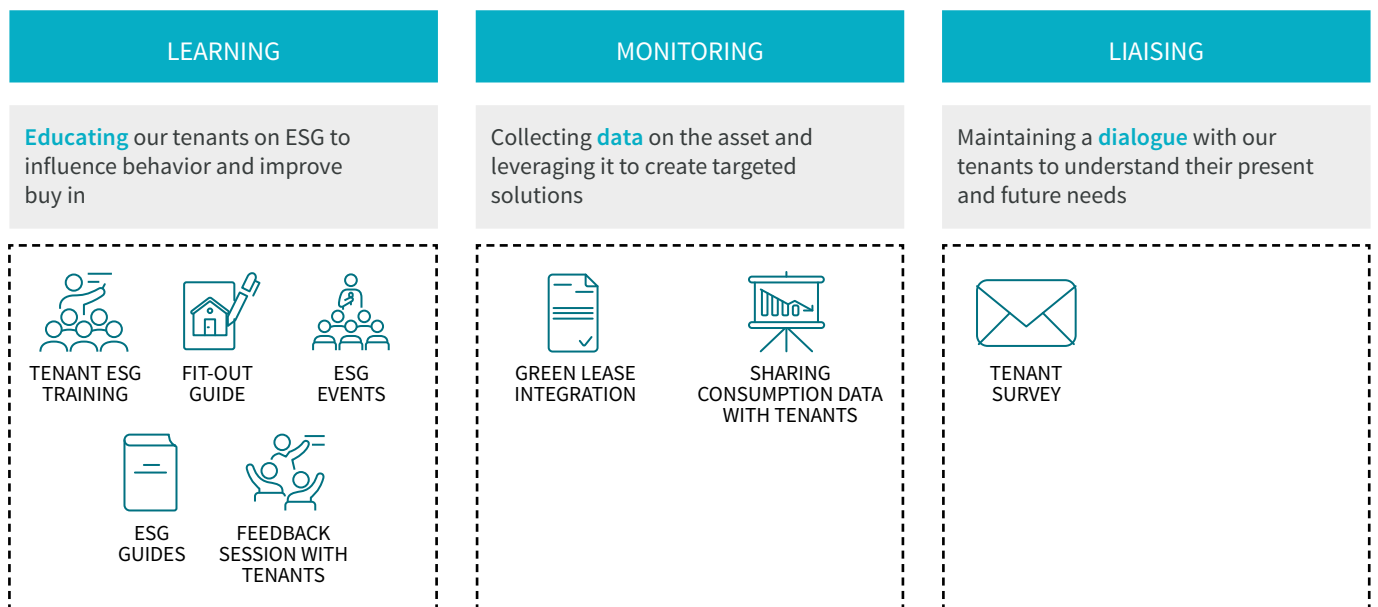 LEARNING
Educating our tenants on ESG to
influence behavior and improve
buy in
TENANT ESG
TRAINING
FIT-OUT
GUIDE
ESG
EVENTS
ESG
GUIDES
FEEDBACK
SESSION WITH
TENANTS
MONITORING
Collecting data on the asset and
leveraging it to create targeted
solutions
GREEN LEASE
INTEGRATION
SHARING
CONSUMPTION DATA
WITH TENANTS
LIAISING
Maintaining a dialogue with our
tenants to understand their present
and future needs
TENANT
SURVEY